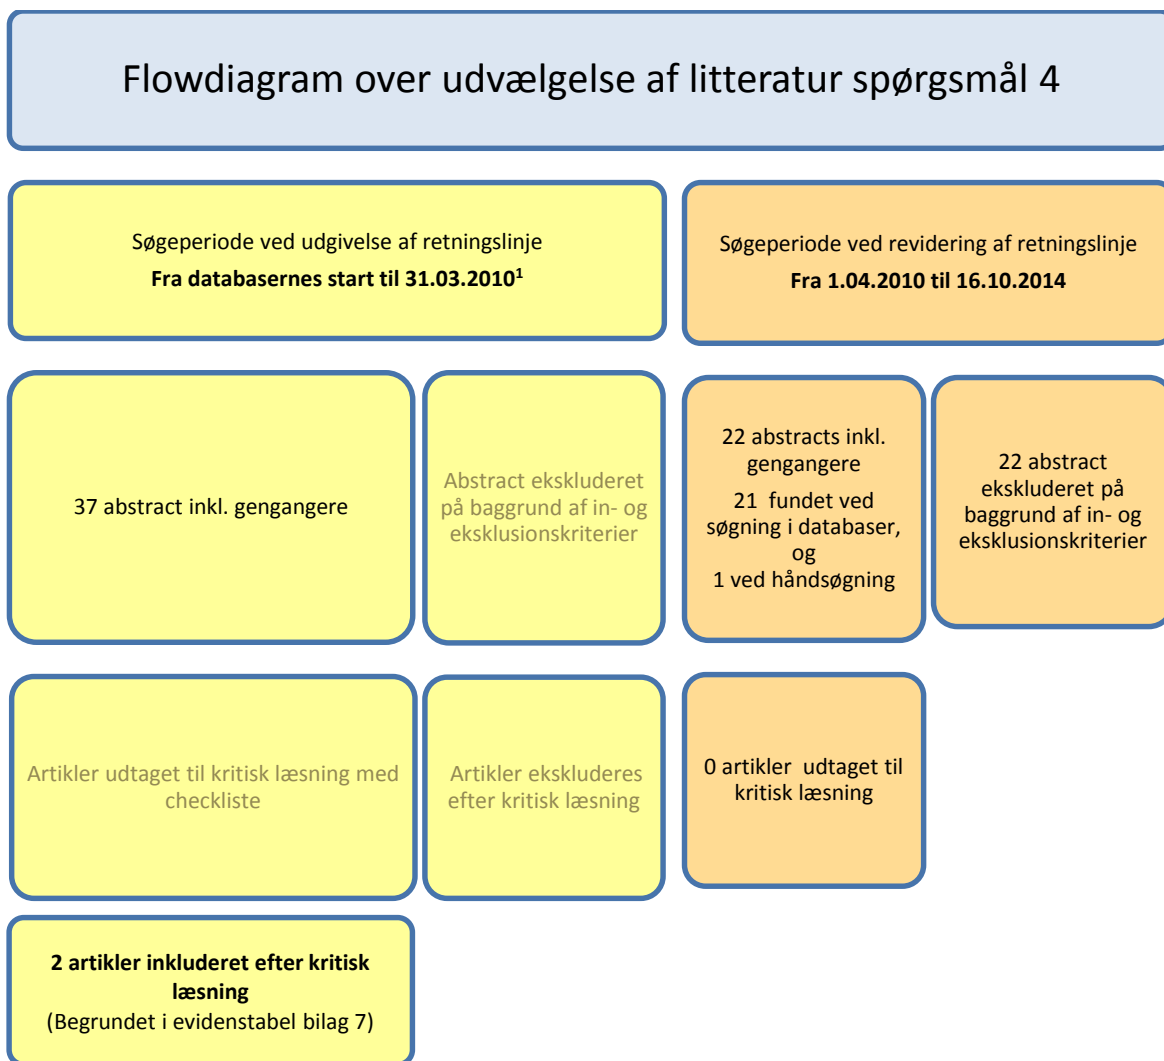 Flowdiagram over udvælgelse af litteratur spørgsmål 4
Søgeperiode ved udgivelse af retningslinje
Fra databasernes start til 31.03.2010¹
Søgeperiode ved revidering af retningslinje
Fra 1.04.2010 til 16.10.2014
37 abstract inkl. gengangere
Abstract ekskluderet
på baggrund af in- og
eksklusionskriterier
22 abstracts inkl.
gengangere
21 fundet ved
søgning i databaser,
og
1 ved håndsøgning
22 abstract
ekskluderet på
baggrund af in- og
eksklusionskriterier
Artikler udtaget til kritisk læsning med
checkliste
Artikler ekskluderes
efter kritisk læsning
0 artikler udtaget til
kritisk læsning
2 artikler inkluderet efter kritisk
læsning
(Begrundet i evidenstabel bilag 7)